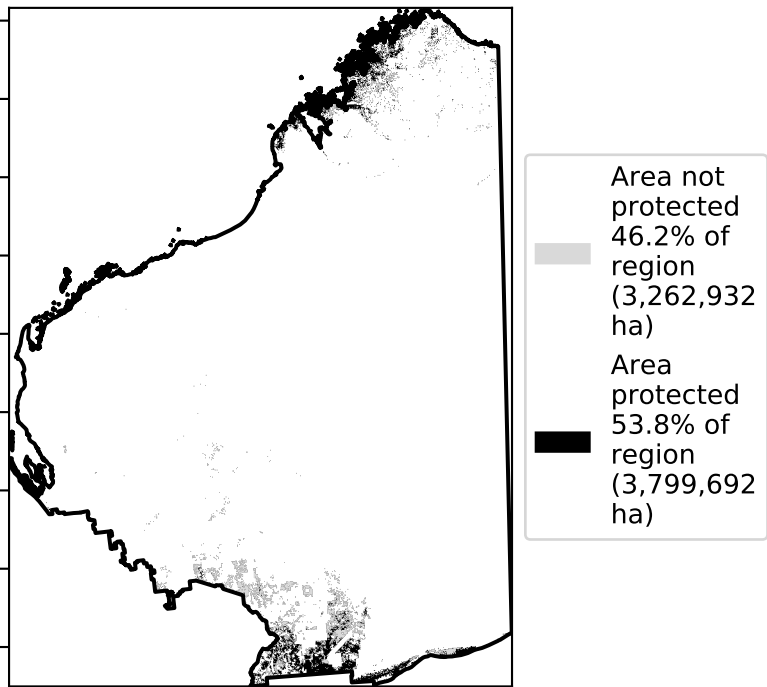 Area not
protected
46.2% of
region
(3,262,932
ha)
Area
protected
53.8% of
region
(3,799,692
ha)